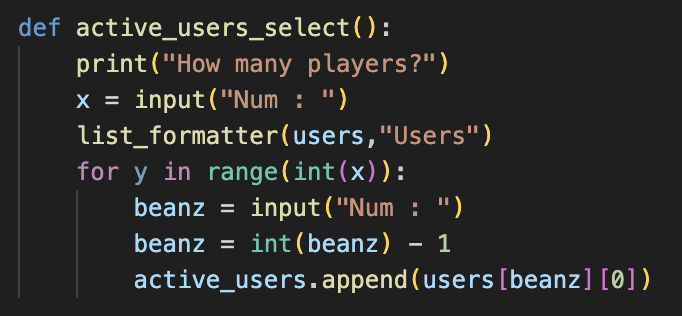 def active_users_select():
    print("How many players?")
    x = input("Num : ")
    list_formatter(users,"Users")
    for y in range(int(x)):
        beanz = input("Num : ")
        beanz = int(beanz) - 1
        active_users.append(users[beanz][0])